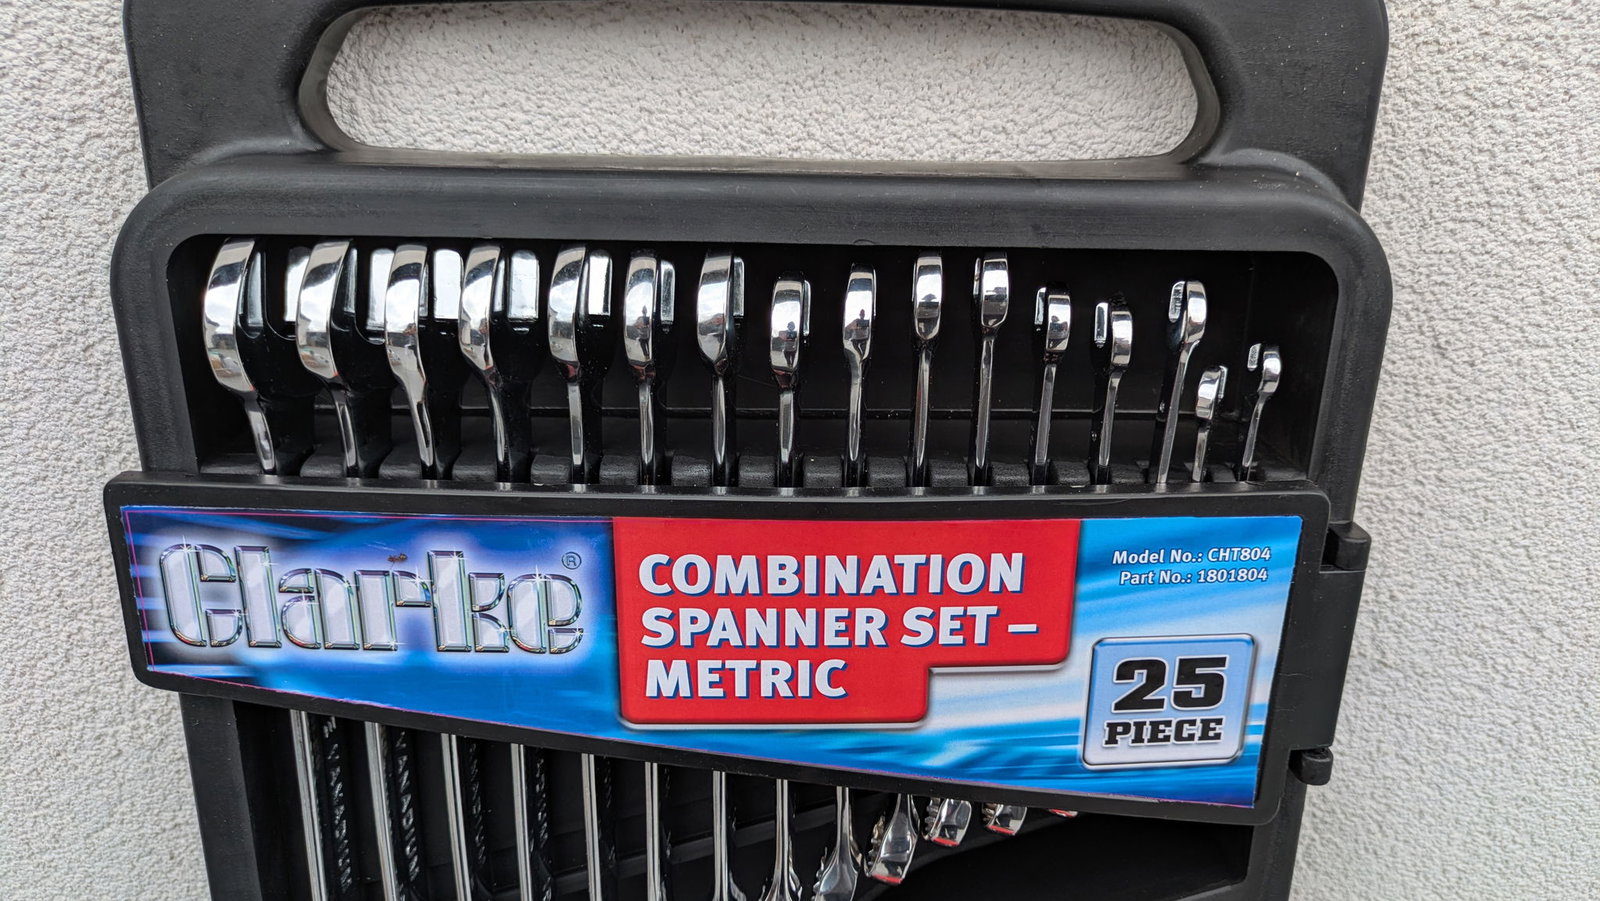 Clarke®
COMBINATION
SPANNER SET –
METRIC
Model No.: CHT804
Part No.: 1801804
25
PIECE